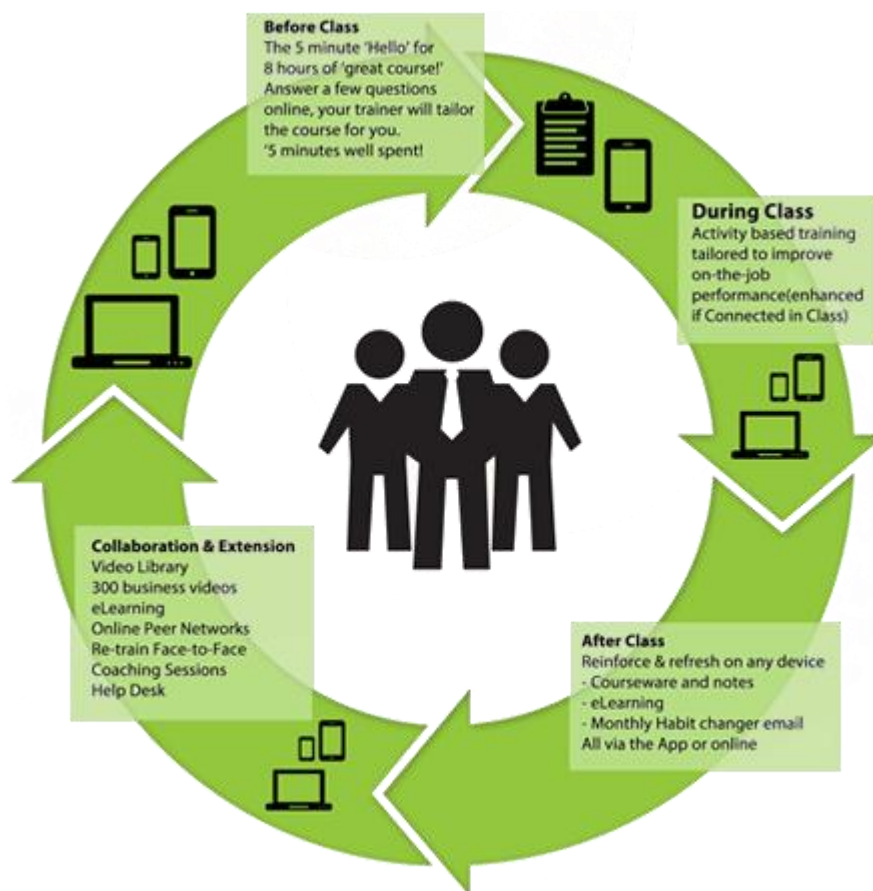 Before Class
The 5 minute 'Hello' for
8 hours of 'great course!'
Answer a few questions
online, your trainer will tailor
the course for you.
'5 minutes well spent!
During Class
Activity based training
tailored to improve
on-the-job
performance(enhanced
if Connected in Class)
After Class
Reinforce & refresh on any device
- Courseware and notes
- eLearning
- Monthly Habit changer email
All via the App or online
Collaboration & Extension
Video Library
300 business videos
eLearning
Online Peer Networks
Re-train Face-to-Face
Coaching Sessions
Help Desk